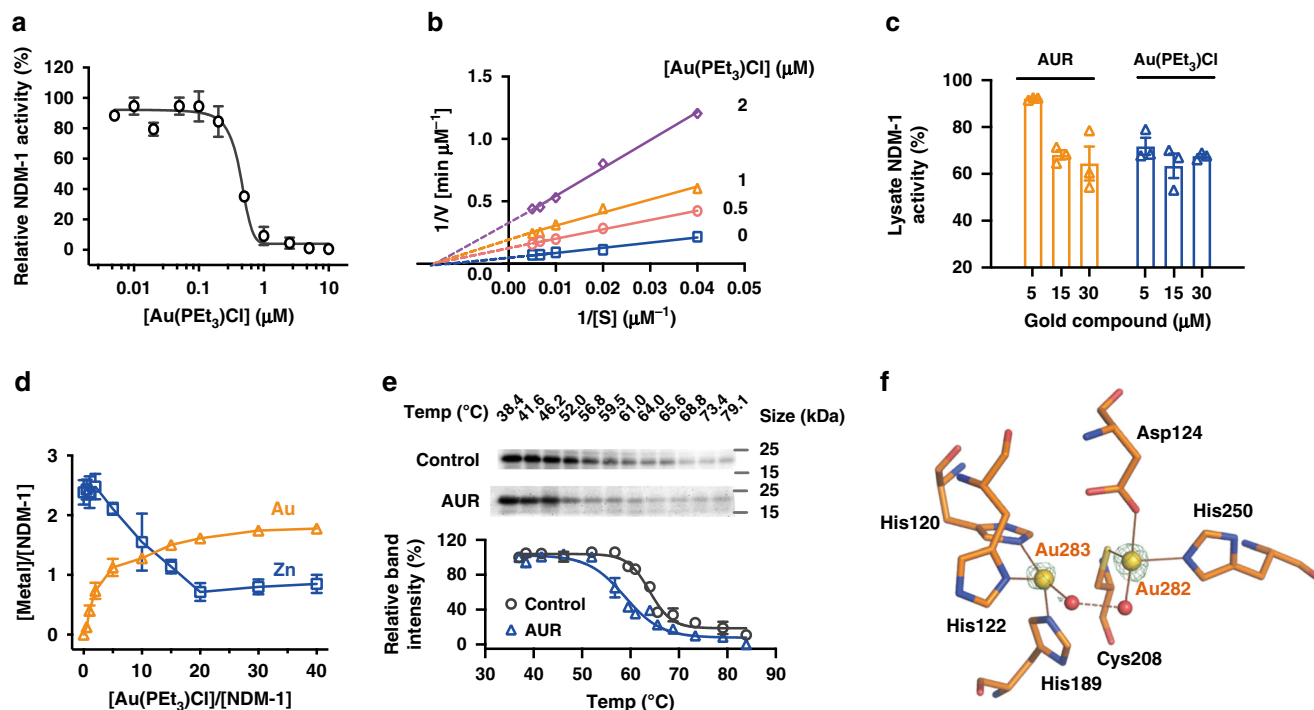 a
Relative NDM-1 activity (%)
120
100
80
60
40
20
0
0.01
0.1
1
10
[Au(PEt₃)Cl] (μM)
b
1/V [min μM⁻¹)
[Au(PEt₃)Cl] (μM)
1.5
1.0
0.5
0.0
2
1
0.5
0
0.00
0.01
0.02
0.03
0.04
0.05
1/[S] (μM⁻¹)
c
AUR
Au(PEt₃)Cl
Lysate NDM-1
activity (%)
100
80
60
40
20
5
15
30
5
15
30
Gold compound (μM)
d
[Metal]/[NDM-1]
3
2
1
0
Au
Zn
0
10
20
30
40
[Au(PEt₃)Cl]/[NDM-1]
e
Temp (°C)
38.4
41.6
46.2
52.0
56.8
59.5
61.0
64.0
65.6
68.8
73.4
79.1
Size (kDa)
Control
25
15
AUR
25
15
Relative band
intensity (%)
120
80
40
0
Control
AUR
30
40
50
60
70
80
90
Temp (°C)
f
Asp124
His120
His250
Au283
Au282
His122
Cys208
His189